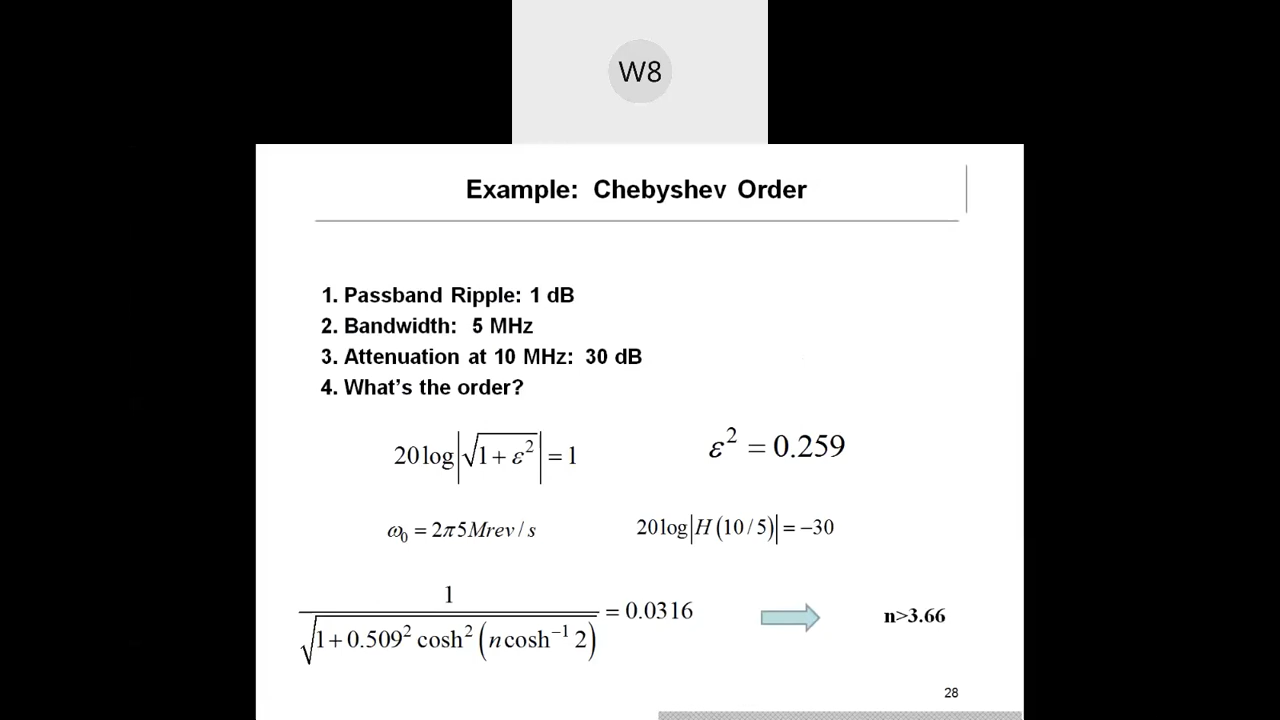 W8
Example: Chebyshev Order
1. Passband Ripple: 1 dB
2. Bandwidth: 5 MHz
3. Attenuation at 10 MHz: 30 dB
4. What's the order?
20log|√(1 + ε²)| = 1
ε² = 0.259
ω₀ = 2π5Mrev/s
20log|H(10/5)| = −30
1/√(1+0.509² cosh² (n cosh⁻¹ 2)) = 0.0316
n>3.66
28